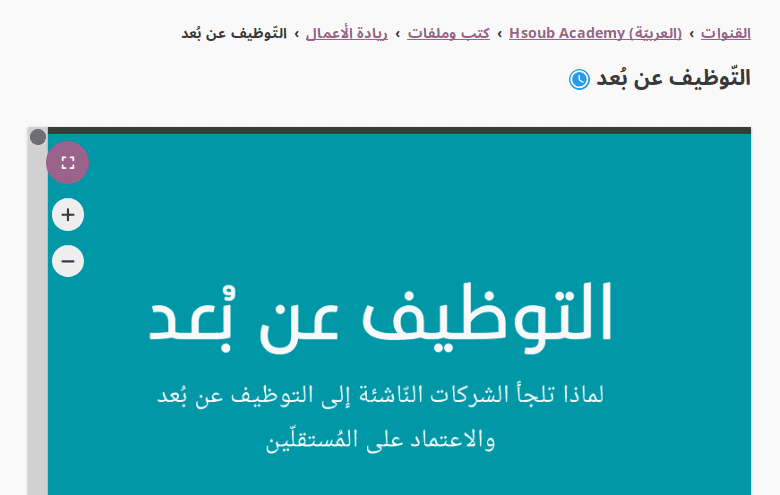 القنوات › Hsoub Academy (العربيّة) › كتب وملفات › ريادة الأعمال › التّوظيف عن بُعد
التّوظيف عن بُعد
التوظيف عن بُعد
لماذا تلجأ الشركات النّاشئة إلى التوظيف عن بُعد
والاعتماد على المُستقلّين